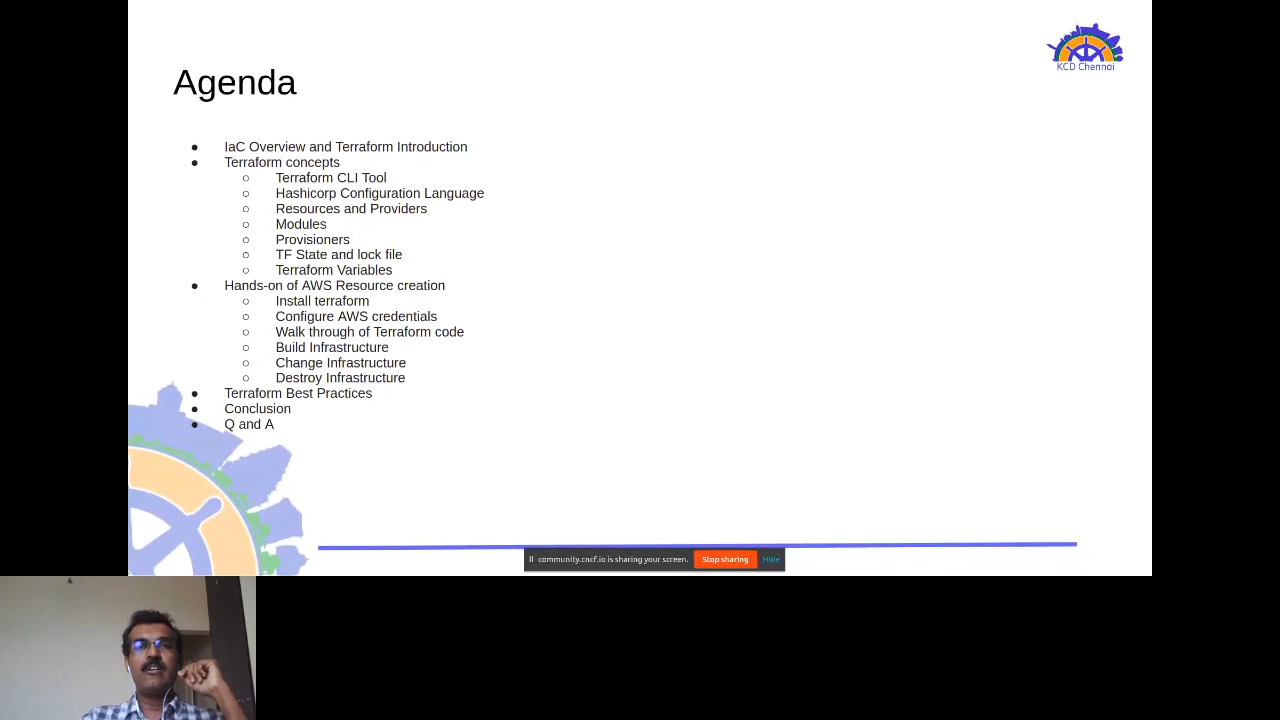 KCD Chennai
Agenda
● IaC Overview and Terraform Introduction
● Terraform concepts
○ Terraform CLI Tool
○ Hashicorp Configuration Language
○ Resources and Providers
○ Modules
○ Provisioners
○ TF State and lock file
○ Terraform Variables
● Hands-on of AWS Resource creation
○ Install terraform
○ Configure AWS credentials
○ Walk through of Terraform code
○ Build Infrastructure
○ Change Infrastructure
○ Destroy Infrastructure
● Terraform Best Practices
● Conclusion
● Q and A
community.cncf.io is sharing your screen. Stop sharing Hide